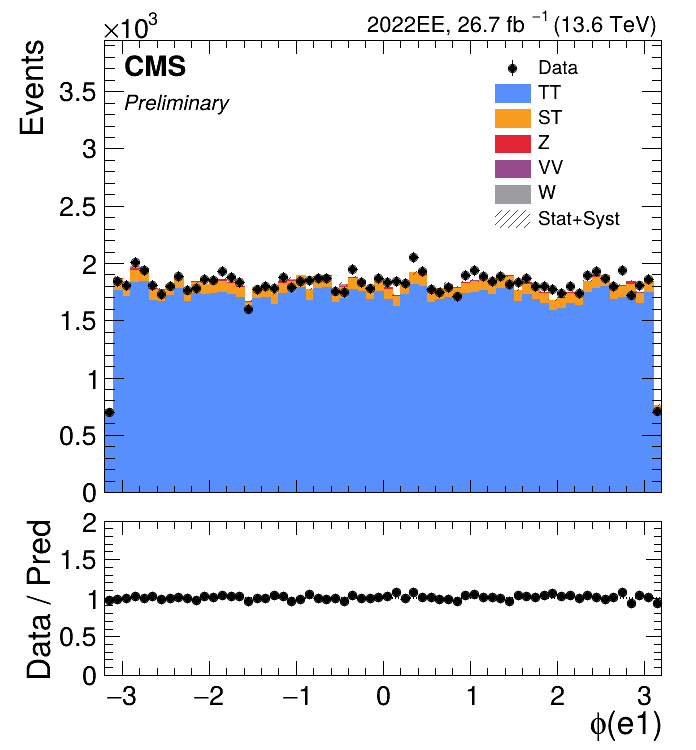 ×10³ 2022EE, 26.7 fb ⁻¹ (13.6 TeV)
Events
CMS
Preliminary
Data
TT
ST
Z
VV
W
Stat+Syst
3.5
3
2.5
2
1.5
1
0.5
0
Data / Pred
2
1.5
1
0.5
0
−3 −2 −1 0 1 2 3
ϕ(e1)